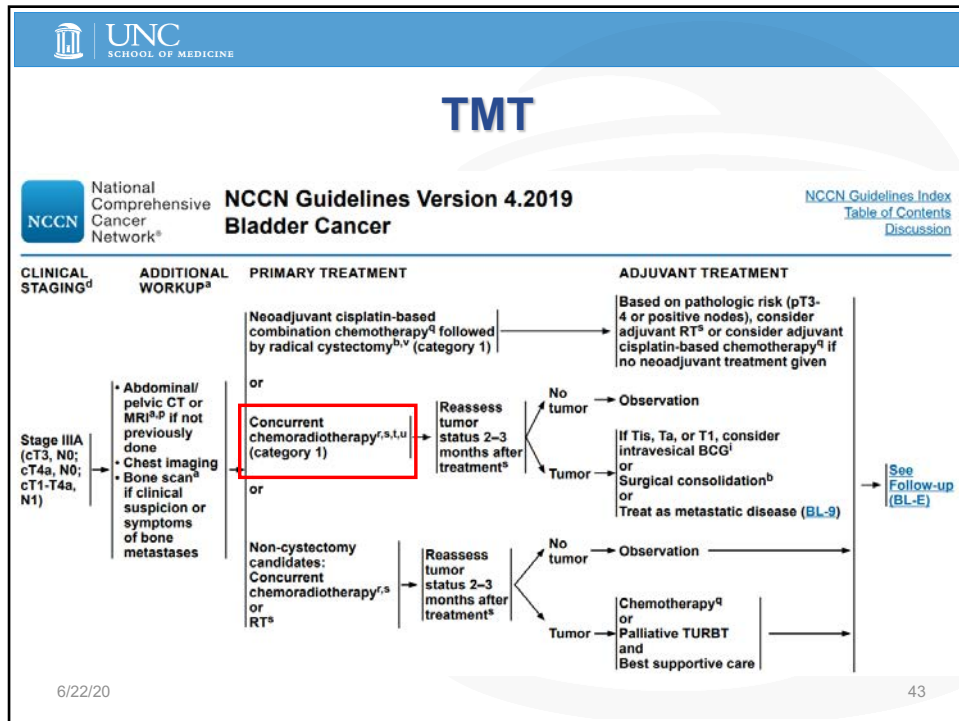 UNC
SCHOOL OF MEDICINE
TMT
NCCN
National
Comprehensive
Cancer
Network®
NCCN Guidelines Version 4.2019
Bladder Cancer
NCCN Guidelines Index
Table of Contents
Discussion
CLINICAL
STAGINGᵈ
ADDITIONAL
WORKUPᵃ
PRIMARY TREATMENT
ADJUVANT TREATMENT
Stage IIIA
(cT3, N0;
cT4a, N0;
cT1-T4a,
N1)
• Abdominal/
pelvic CT or
MRIᵃ,ᵖ if not
previously
done
• Chest imaging
• Bone scanᵃ
if clinical
suspicion or
symptoms
of bone
metastases
Neoadjuvant cisplatin-based
combination chemotherapy^q followed
by radical cystectomyᵇ,ᵛ (category 1)
Based on pathologic risk (pT3-
4 or positive nodes), consider
adjuvant RTˢ or consider adjuvant
cisplatin-based chemotherapy^q if
no neoadjuvant treatment given
or
Concurrent
chemoradiotherapyʳ,ˢ,ᵗ,ᵘ
(category 1)
Reassess
tumor
status 2–3
months after
treatmentˢ
No
tumor
Observation
Tumor
If Tis, Ta, or T1, consider
intravesical BCGⁱ
or
Surgical consolidationᵇ
or
Treat as metastatic disease (BL-9)
or
Non-cystectomy
candidates:
Concurrent
chemoradiotherapyʳ,ˢ
or
RTˢ
Reassess
tumor
status 2–3
months after
treatmentˢ
No
tumor
Observation
Tumor
Chemotherapy^q
or
Palliative TURBT
and
Best supportive care
See
Follow-up
(BL-E)
6/22/20
43